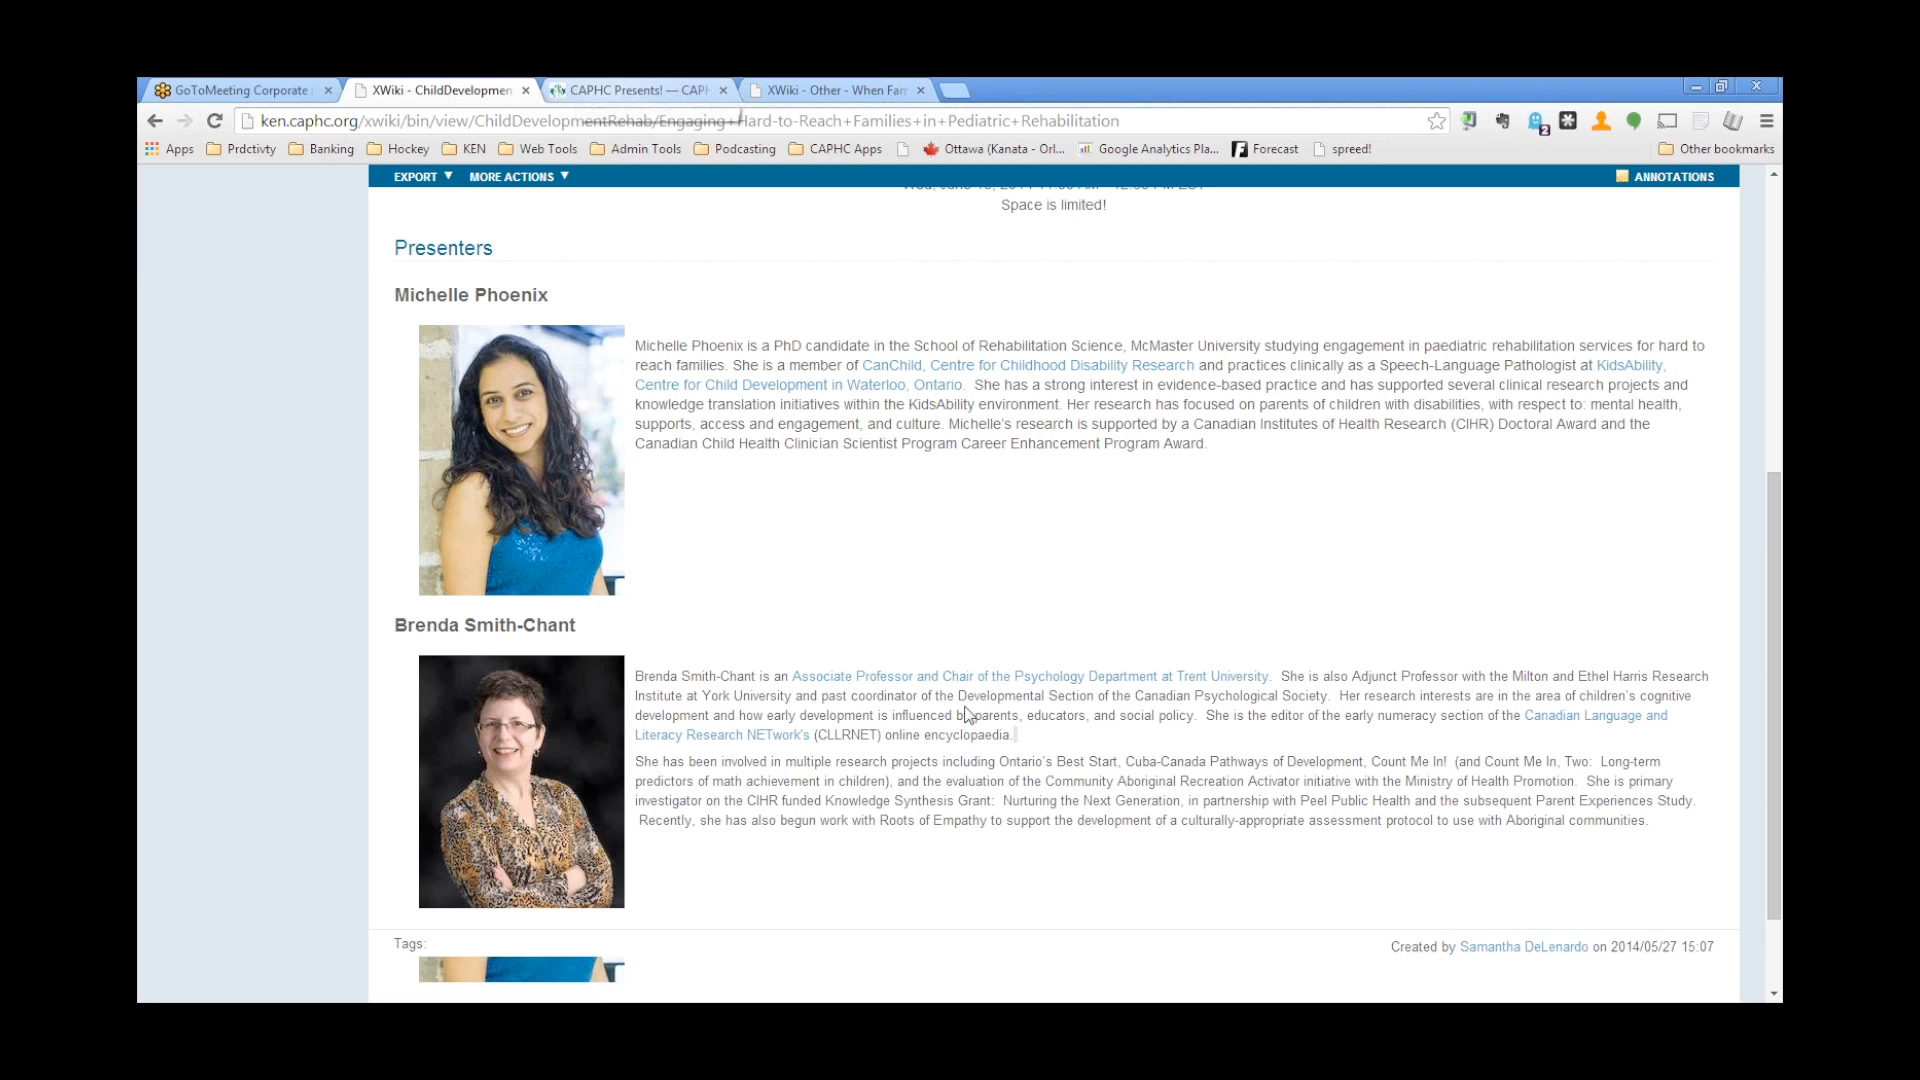 GoToMeeting Corporate
XWiki - ChildDevelopmen
CAPHC Presents! — CAPH
XWiki - Other - When Fam
ken.caphc.org/xwiki/bin/view/ChildDevelopmentRehab/Engaging+Hard-to-Reach+Families+in+Pediatric+Rehabilitation
2
Apps Prdctivty Banking Hockey KEN Web Tools Admin Tools Podcasting CAPHC Apps Ottawa (Kanata - Orl... Google Analytics Pla... Forecast spreed! Other bookmarks
EXPORT MORE ACTIONS ANNOTATIONS
Space is limited!
Presenters
Michelle Phoenix
Michelle Phoenix is a PhD candidate in the School of Rehabilitation Science, McMaster University studying engagement in paediatric rehabilitation services for hard to
reach families. She is a member of CanChild, Centre for Childhood Disability Research and practices clinically as a Speech-Language Pathologist at KidsAbility,
Centre for Child Development in Waterloo, Ontario. She has a strong interest in evidence-based practice and has supported several clinical research projects and
knowledge translation initiatives within the KidsAbility environment. Her research has focused on parents of children with disabilities, with respect to: mental health,
supports, access and engagement, and culture. Michelle's research is supported by a Canadian Institutes of Health Research (CIHR) Doctoral Award and the
Canadian Child Health Clinician Scientist Program Career Enhancement Program Award.
Brenda Smith-Chant
Brenda Smith-Chant is an Associate Professor and Chair of the Psychology Department at Trent University. She is also Adjunct Professor with the Milton and Ethel Harris Research
Institute at York University and past coordinator of the Developmental Section of the Canadian Psychological Society. Her research interests are in the area of children's cognitive
development and how early development is influenced by parents, educators, and social policy. She is the editor of the early numeracy section of the Canadian Language and
Literacy Research NETwork's (CLLRNET) online encyclopaedia.
She has been involved in multiple research projects including Ontario's Best Start, Cuba-Canada Pathways of Development, Count Me In! (and Count Me In, Two: Long-term
predictors of math achievement in children), and the evaluation of the Community Aboriginal Recreation Activator initiative with the Ministry of Health Promotion. She is primary
investigator on the CIHR funded Knowledge Synthesis Grant: Nurturing the Next Generation, in partnership with Peel Public Health and the subsequent Parent Experiences Study.
Recently, she has also begun work with Roots of Empathy to support the development of a culturally-appropriate assessment protocol to use with Aboriginal communities.
Tags:
Created by Samantha DeLenardo on 2014/05/27 15:07